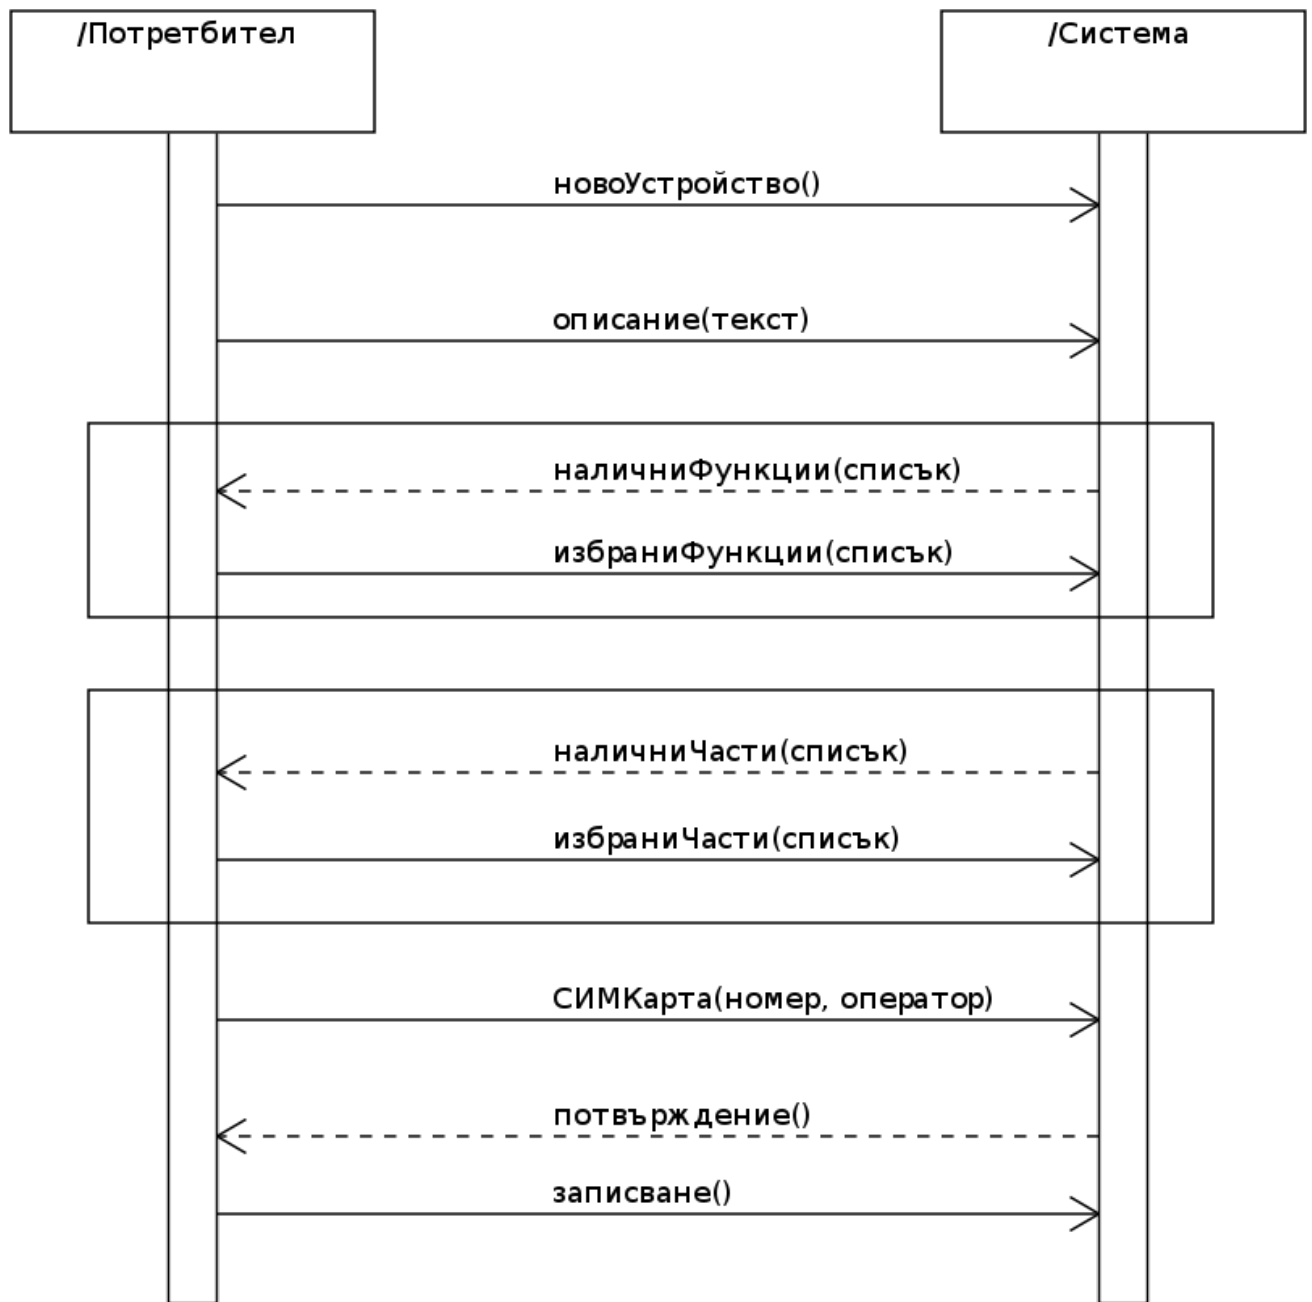 /Потретбител
/Система
новоУстройство()
описание(текст)
наличниФункции(списък)
избраниФункции(списък)
наличниЧасти(списък)
избраниЧасти(списък)
СИМКарта(номер, оператор)
потвърждение()
записване()